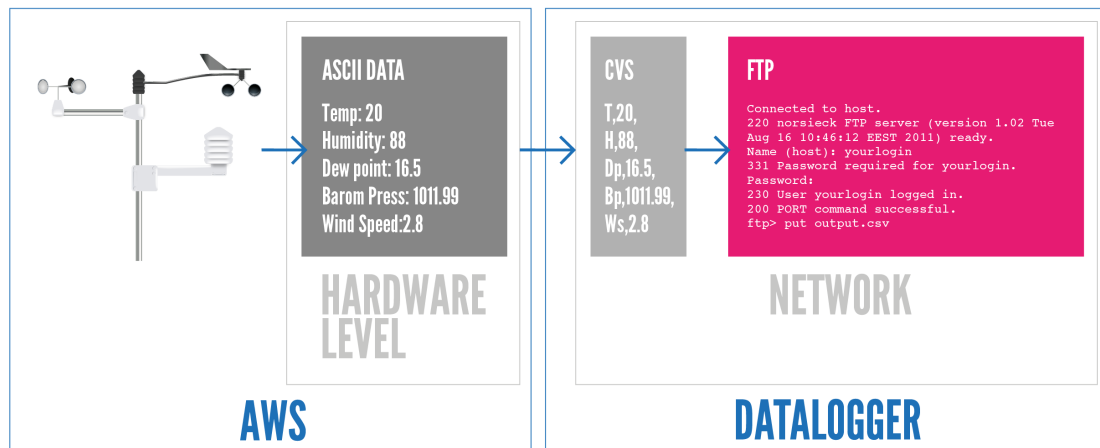 ASCII DATA
Temp: 20
Humidity: 88
Dew point: 16.5
Barom Press: 1011.99
Wind Speed:2.8
HARDWARE
LEVEL
AWS
CVS
T,20,
H,88,
Dp,16.5,
Bp,1011.99,
Ws,2.8
FTP
Connected to host.
220 norsieck FTP server (version 1.02 Tue
Aug 16 10:46:12 EEST 2011) ready.
Name (host): yourlogin
331 Password required for yourlogin.
Password:
230 User yourlogin logged in.
200 PORT command successful.
ftp> put output.csv
NETWORK
DATALOGGER